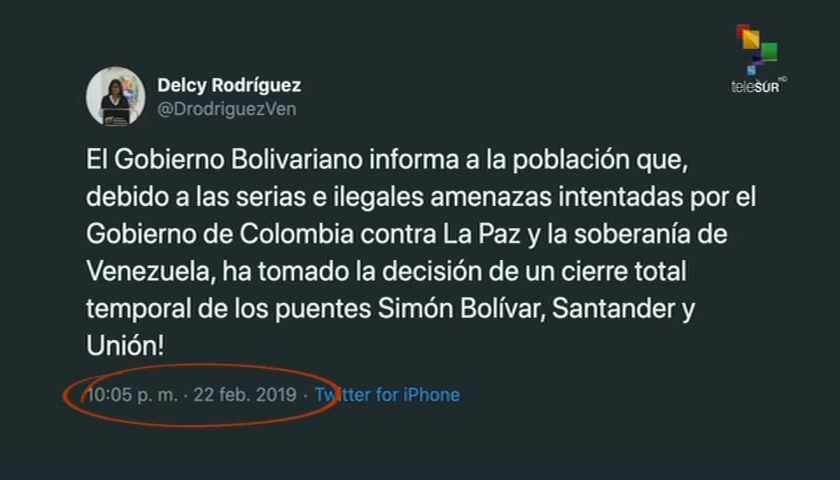 teleSUR HD
Delcy Rodríguez
@DrodriguezVen
El Gobierno Bolivariano informa a la población que,
debido a las serias e ilegales amenazas intentadas por el
Gobierno de Colombia contra La Paz y la soberanía de
Venezuela, ha tomado la decisión de un cierre total
temporal de los puentes Simón Bolívar, Santander y
Unión!
10:05 p. m. · 22 feb. 2019 · Twitter for iPhone